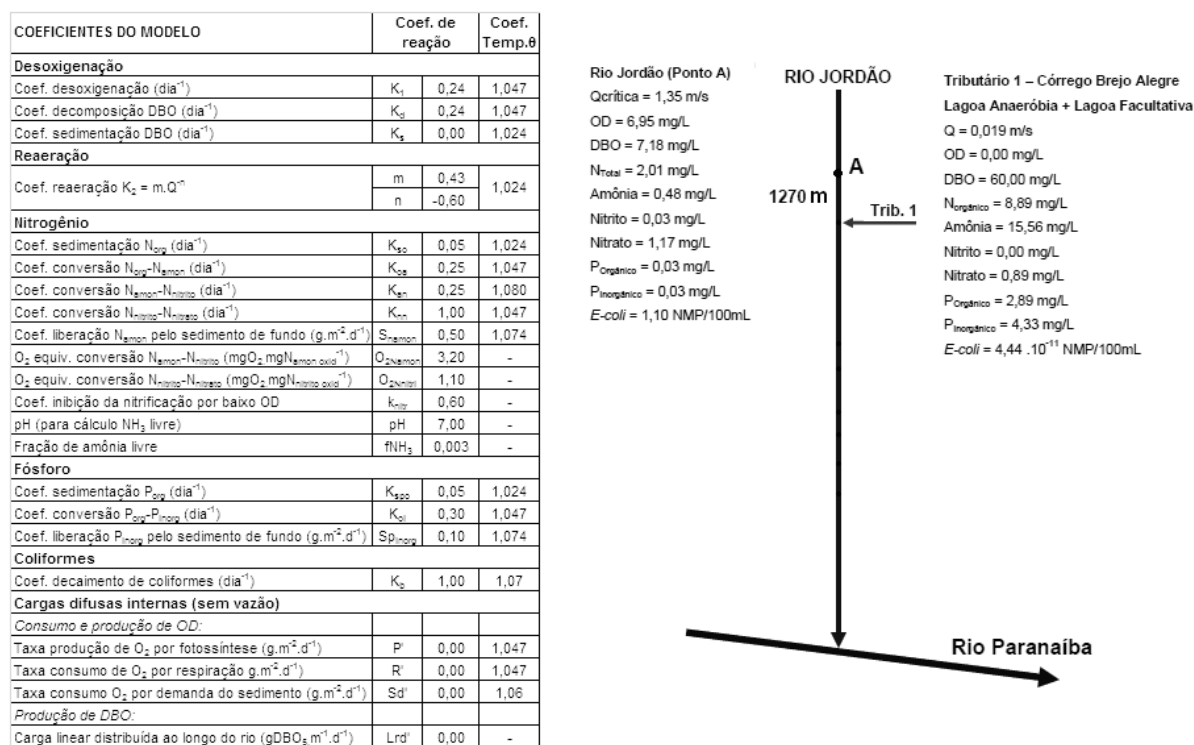 COEFICIENTES DO MODELO Coef. de reação Coef. Temp.θ
Desoxigenação
Coef. desoxigenação (dia⁻¹) K₁ 0,24 1,047
Coef. decomposição DBO (dia⁻¹) K_d 0,24 1,047
Coef. sedimentação DBO (dia⁻¹) K_s 0,00 1,024
Reaeração
Coef. reaeração K₂ = m.Q⁻ⁿ m 0,43 1,024
n -0,60
Nitrogênio
Coef. sedimentação N_org (dia⁻¹) K_so 0,05 1,024
Coef. conversão N_org-N_amon (dia⁻¹) K_oa 0,25 1,047
Coef. conversão N_amon-N_nitrito (dia⁻¹) K_an 0,25 1,080
Coef. conversão N_nitrito-N_nitrato (dia⁻¹) K_nn 1,00 1,047
Coef. liberação N_amon pelo sedimento de fundo (g.m⁻².d⁻¹) S_namon 0,50 1,074
O₂ equiv. conversão N_amon-N_nitrito (mgO₂ mgN_amon oxid⁻¹) O_2Namon 3,20 -
O₂ equiv. conversão N_nitrito-N_nitrato (mgO₂ mgN_nitrito oxid⁻¹) O_2Nnitri 1,10 -
Coef. inibição da nitrificação por baixo OD k_nitr 0,60 -
pH (para cálculo NH₃ livre) pH 7,00 -
Fração de amônia livre fNH₃ 0,003 -
Fósforo
Coef. sedimentação P_org (dia⁻¹) K_spo 0,05 1,024
Coef. conversão P_org-P_inorg (dia⁻¹) K_oi 0,30 1,047
Coef. liberação P_inorg pelo sedimento de fundo (g.m⁻².d⁻¹) Sp_inorg 0,10 1,074
Coliformes
Coef. decaimento de coliformes (dia⁻¹) K_b 1,00 1,07
Cargas difusas internas (sem vazão)
Consumo e produção de OD:
Taxa produção de O₂ por fotossíntese (g.m⁻².d⁻¹) P' 0,00 1,047
Taxa consumo de O₂ por respiração g.m⁻².d⁻¹) R' 0,00 1,047
Taxa consumo O₂ por demanda do sedimento (g.m⁻².d⁻¹) Sd' 0,00 1,06
Produção de DBO:
Carga linear distribuída ao longo do rio (gDBO₅.m⁻¹.d⁻¹) Lrd' 0,00 -
Rio Jordão (Ponto A)
Qcrítica = 1,35 m/s
OD = 6,95 mg/L
DBO = 7,18 mg/L
N_Total = 2,01 mg/L
Amônia = 0,48 mg/L
Nitrito = 0,03 mg/L
Nitrato = 1,17 mg/L
P_Orgânico = 0,03 mg/L
P_Inorgânico = 0,03 mg/L
E-coli = 1,10 NMP/100mL
RIO JORDÃO
A
1270 m
Trib. 1
Tributário 1 – Córrego Brejo Alegre
Lagoa Anaeróbia + Lagoa Facultativa
Q = 0,019 m/s
OD = 0,00 mg/L
DBO = 60,00 mg/L
N_orgânico = 8,89 mg/L
Amônia = 15,56 mg/L
Nitrito = 0,00 mg/L
Nitrato = 0,89 mg/L
P_Orgânico = 2,89 mg/L
P_Inorgânico = 4,33 mg/L
E-coli = 4,44 .10⁻¹¹ NMP/100mL
Rio Paranaíba